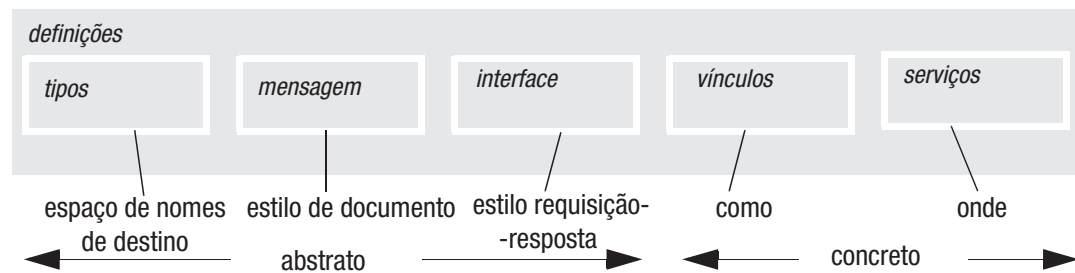 definições
tipos
mensagem
interface
vínculos
serviços
espaço de nomes
de destino
estilo de documento
estilo requisição-
-resposta
como
onde
abstrato
concreto